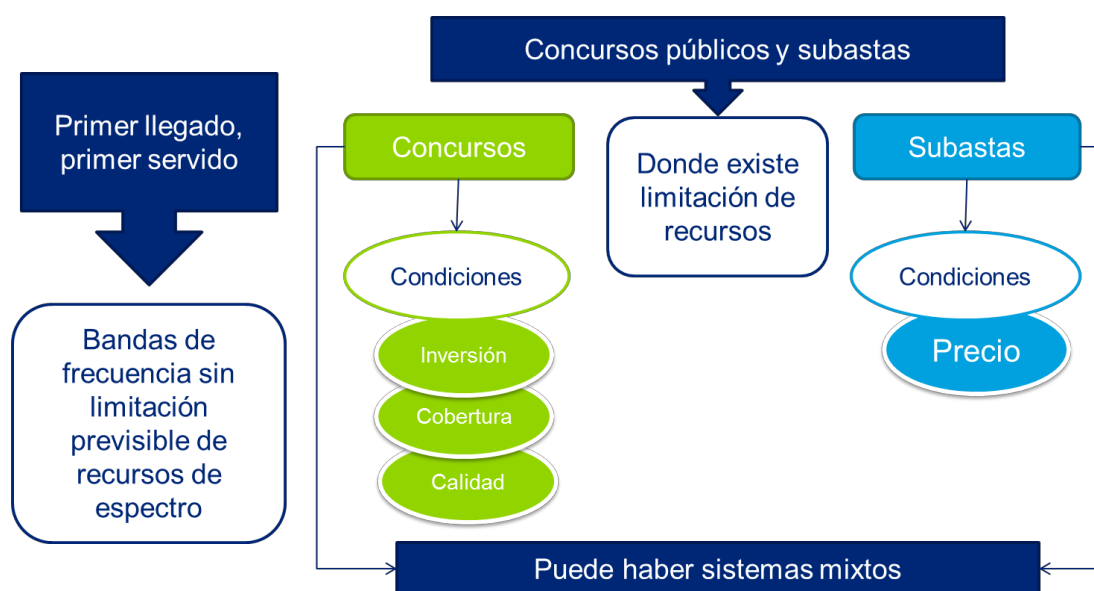 Concursos públicos y subastas
Primer llegado,
primer servido
Bandas de
frecuencia sin
limitación
previsible de
recursos de
espectro
Concursos
Condiciones
Inversión
Cobertura
Calidad
Donde existe
limitación de
recursos
Subastas
Condiciones
Precio
Puede haber sistemas mixtos